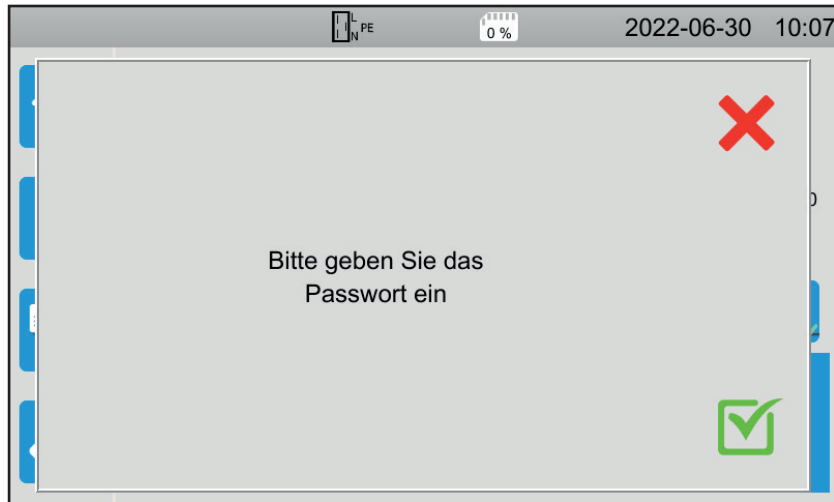 L
N PE
0 %
2022-06-30 10:07
Bitte geben Sie das
Passwort ein